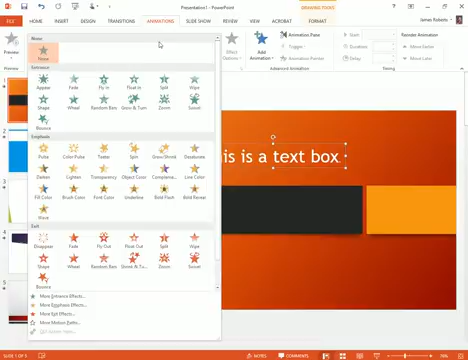 Presentation1 - PowerPoint
DRAWING TOOLS
FILE HOME INSERT DESIGN TRANSITIONS ANIMATIONS SLIDE SHOW REVIEW VIEW ACROBAT FORMAT
James Roberts
Preview
None
None
Entrance
Appear Fade Fly In Float In Split Wipe
Shape Wheel Random Bars Grow & Turn Zoom Swivel
Bounce
Emphasis
Pulse Color Pulse Teeter Spin Grow/Shrink Desaturate
Darken Lighten Transparency Object Color Compleme... Line Color
Fill Color Brush Color Font Color Underline Bold Flash Bold Reveal
Wave
Exit
Disappear Fade Fly Out Float Out Split Wipe
Shape Wheel Random Bars Shrink & Tu... Zoom Swivel
Bounce
More Entrance Effects...
More Emphasis Effects...
More Exit Effects...
More Motion Paths...
Effect Options
Add Animation
Animation Pane
Trigger
Animation Painter
Advanced Animation
Start:
Duration:
Delay:
Timing
Reorder Animation
Move Earlier
Move Later
1
2
3
4
5
his is a text box
SLIDE 1 OF 5
NOTES COMMENTS